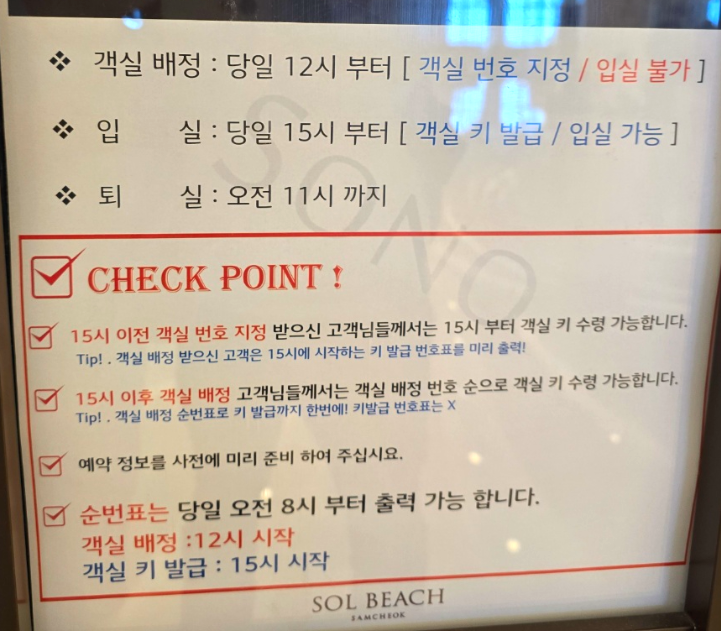 ❖ 객실 배정 : 당일 12시 부터 [ 객실 번호 지정 / 입실 불가 ]
❖ 입 실 : 당일 15시 부터 [ 객실 키 발급 / 입실 가능 ]
❖ 퇴 실 : 오전 11시 까지
SONO
CHECK POINT !
15시 이전 객실 번호 지정 받으신 고객님들께서는 15시 부터 객실 키 수령 가능합니다.
Tip! . 객실 배정 받으신 고객은 15시에 시작하는 키 발급 번호표를 미리 출력!
15시 이후 객실 배정 고객님들께서는 객실 배정 번호 순으로 객실 키 수령 가능합니다.
Tip! . 객실 배정 순번표로 키 발급까지 한번에! 키발급 번호표는 X
예약 정보를 사전에 미리 준비 하여 주십시요.
순번표는 당일 오전 8시 부터 출력 가능 합니다.
객실 배정 :12시 시작
객실 키 발급 : 15시 시작
SOL BEACH
SAMCHEOK